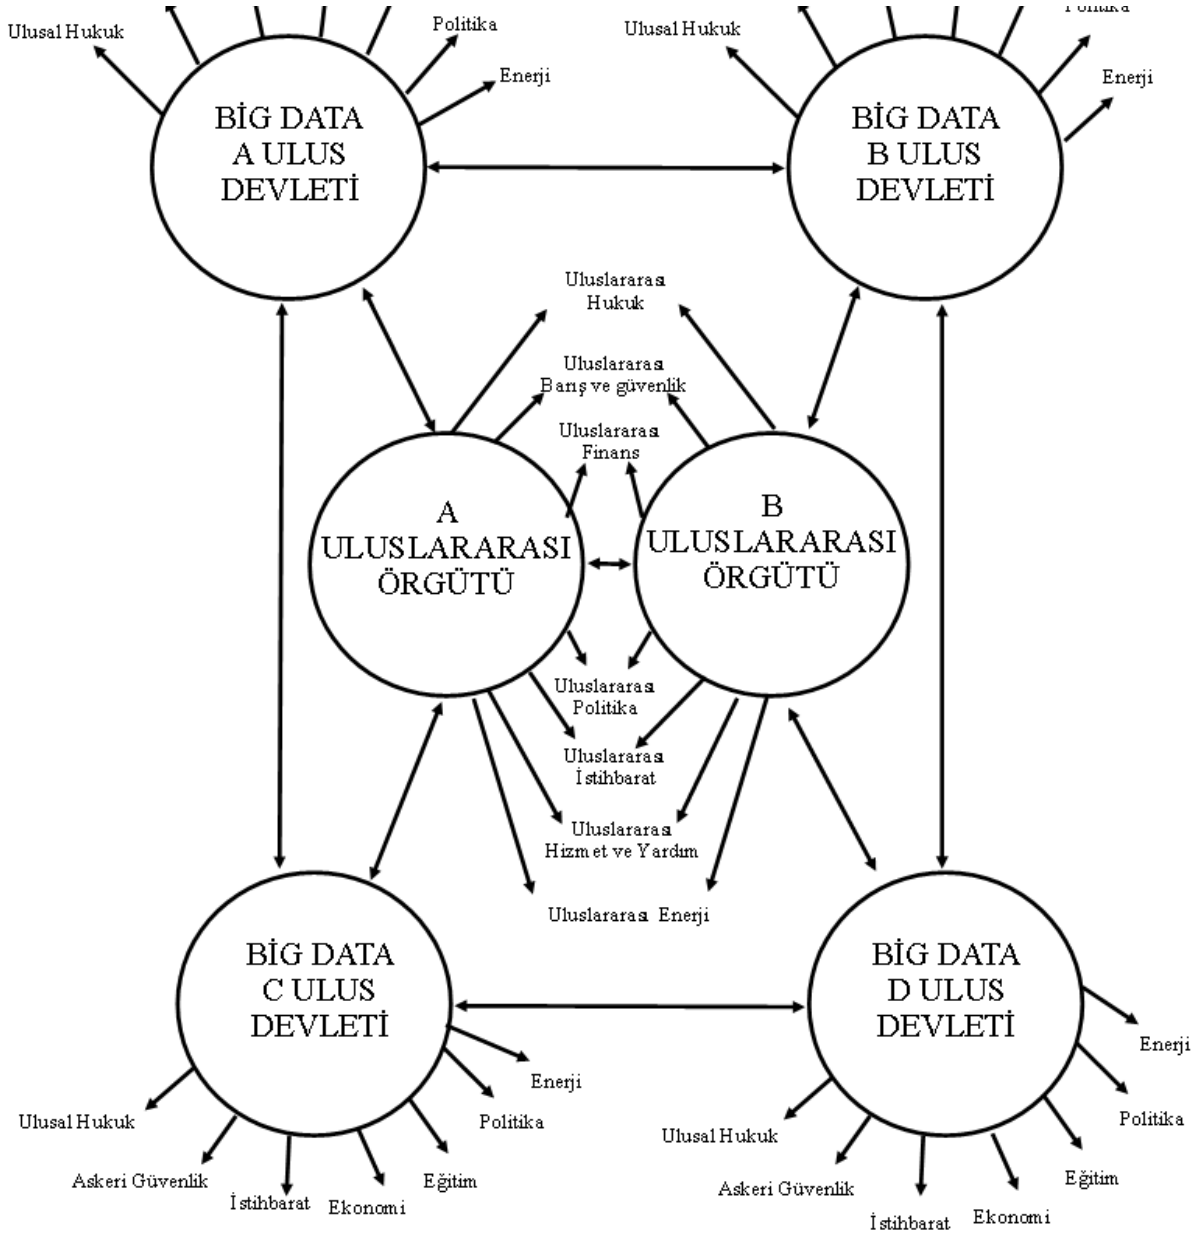 Politika
Ulusal Hukuk
Enerji
BİG DATA
A ULUS
DEVLETİ
Politika
Ulusal Hukuk
Enerji
BİG DATA
B ULUS
DEVLETİ
Uluslararası
Hukuk
Uluslararası
Barış ve güvenlik
Uluslararası
Finans
A
ULUSLARARASI
ÖRGÜTÜ
B
ULUSLARARASI
ÖRGÜTÜ
Uluslararası
Politika
Uluslararası
İstihbarat
Uluslararası
Hizmet ve Yardım
Uluslararası Enerji
BİG DATA
C ULUS
DEVLETİ
Enerji
Politika
Ulusal Hukuk
Eğitim
Askeri Güvenlik
İstihbarat
Ekonomi
BİG DATA
D ULUS
DEVLETİ
Enerji
Politika
Ulusal Hukuk
Eğitim
Askeri Güvenlik
İstihbarat
Ekonomi